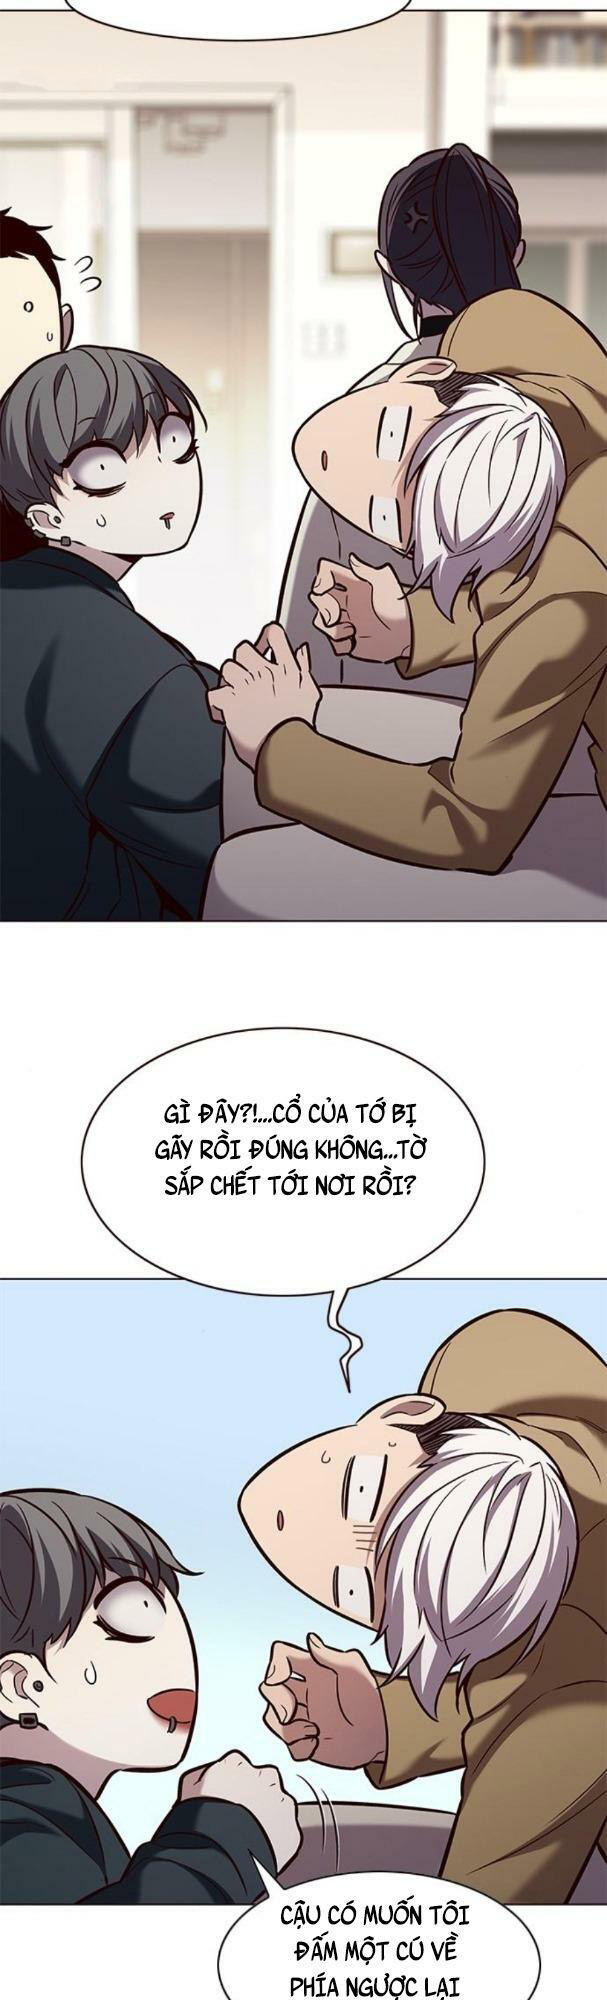 GÌ ĐÂY?!...CỔ CỦA TỚ BỊ
GÃY RỒI ĐÚNG KHÔNG...TỜ
SẮP CHẾT TỚI NƠI RỒI?
CẬU CÓ MUỐN TÔI
ĐẤM MỘT CÚ VỀ
PHÍA NGƯỢC LẠI